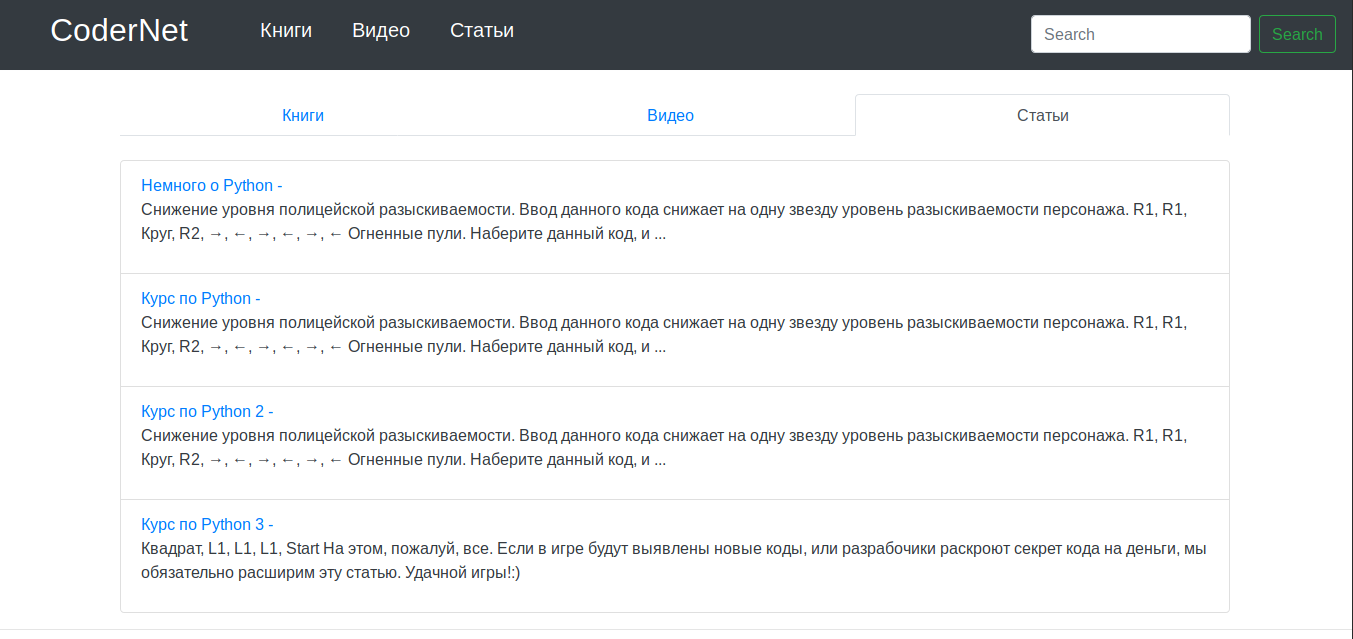 CoderNet Книги Видео Статьи Search Search
Книги Видео Статьи
Немного о Python -
Снижение уровня полицейской разыскиваемости. Ввод данного кода снижает на одну звезду уровень разыскиваемости персонажа. R1, R1,
Круг, R2, →, ←, →, ←, →, ← Огненные пули. Наберите данный код, и ...
Курс по Python -
Снижение уровня полицейской разыскиваемости. Ввод данного кода снижает на одну звезду уровень разыскиваемости персонажа. R1, R1,
Круг, R2, →, ←, →, ←, →, ← Огненные пули. Наберите данный код, и ...
Курс по Python 2 -
Снижение уровня полицейской разыскиваемости. Ввод данного кода снижает на одну звезду уровень разыскиваемости персонажа. R1, R1,
Круг, R2, →, ←, →, ←, →, ← Огненные пули. Наберите данный код, и ...
Курс по Python 3 -
Квадрат, L1, L1, L1, Start На этом, пожалуй, все. Если в игре будут выявлены новые коды, или разрабочики раскроют секрет кода на деньги, мы
обязательно расширим эту статью. Удачной игры!:)